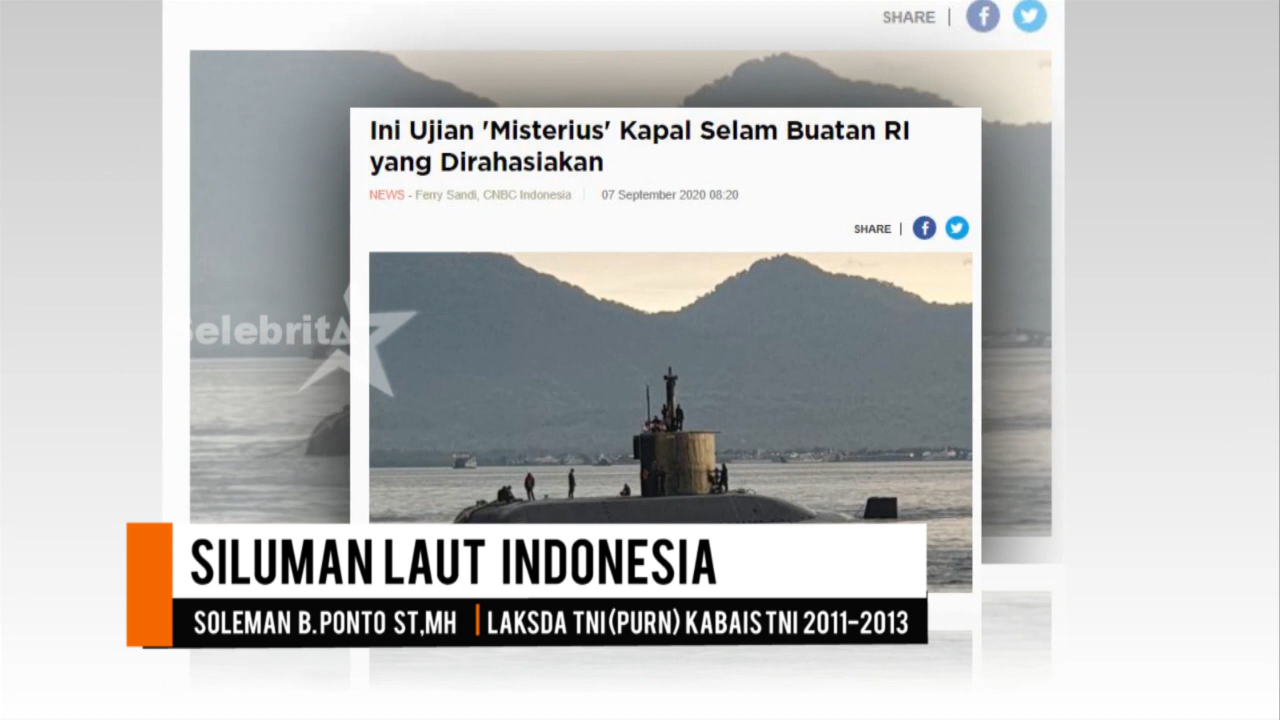 SHARE |
Ini Ujian 'Misterius' Kapal Selam Buatan RI
yang Dirahasiakan
NEWS - Ferry Sandi, CNBC Indonesia | 07 September 2020 08:20
SHARE |
Selebrita
SILUMAN LAUT INDONESIA
SOLEMAN B. PONTO ST,MH | LAKSDA TNI (PURN) KABAIS TNI 2011-2013